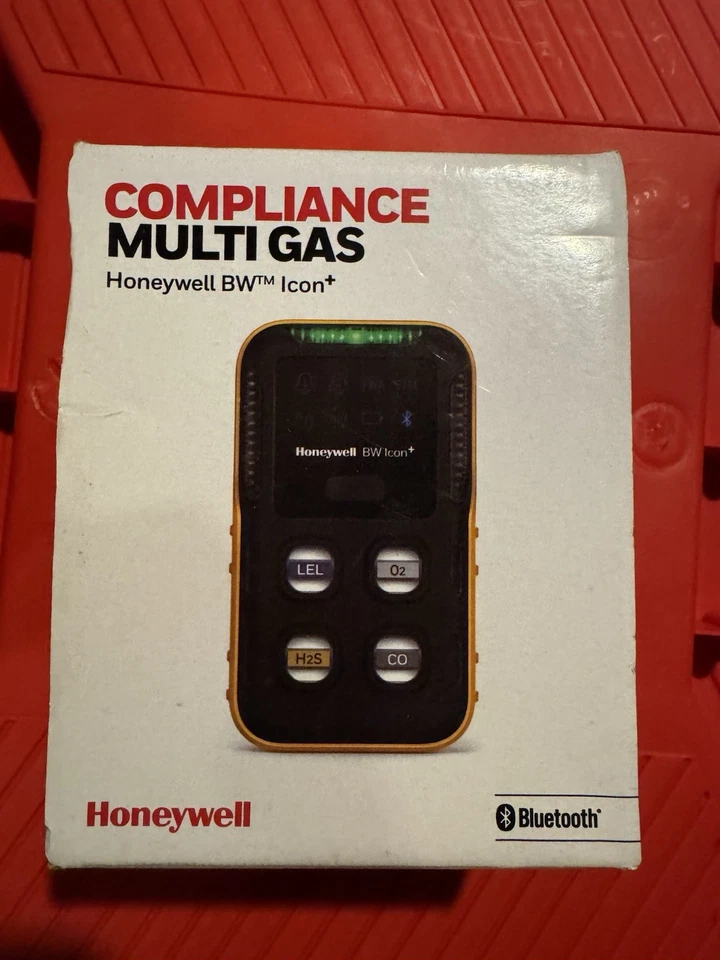 COMPLIANCE
MULTI GAS
Honeywell BW™ Icon+
Honeywell BW Icon+
LEL O2
H2S CO
Honeywell
Bluetooth®